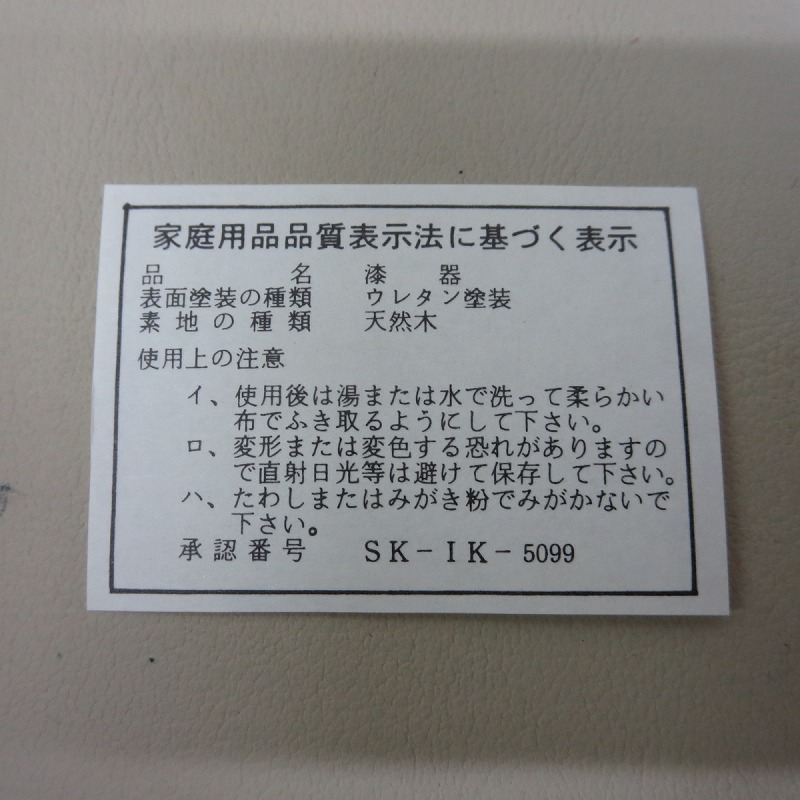 家庭用品品質表示法に基づく表示
品名 漆器
表面塗装の種類 ウレタン塗装
素地の種類 天然木
使用上の注意
イ、使用後は湯または水で洗って柔らかい
布でふき取るようにして下さい。
ロ、変形または変色する恐れがありますの
で直射日光等は避けて保存して下さい。
ハ、たわしまたはみがき粉でみがかないで
下さい。
承認番号 SK-IK-5099